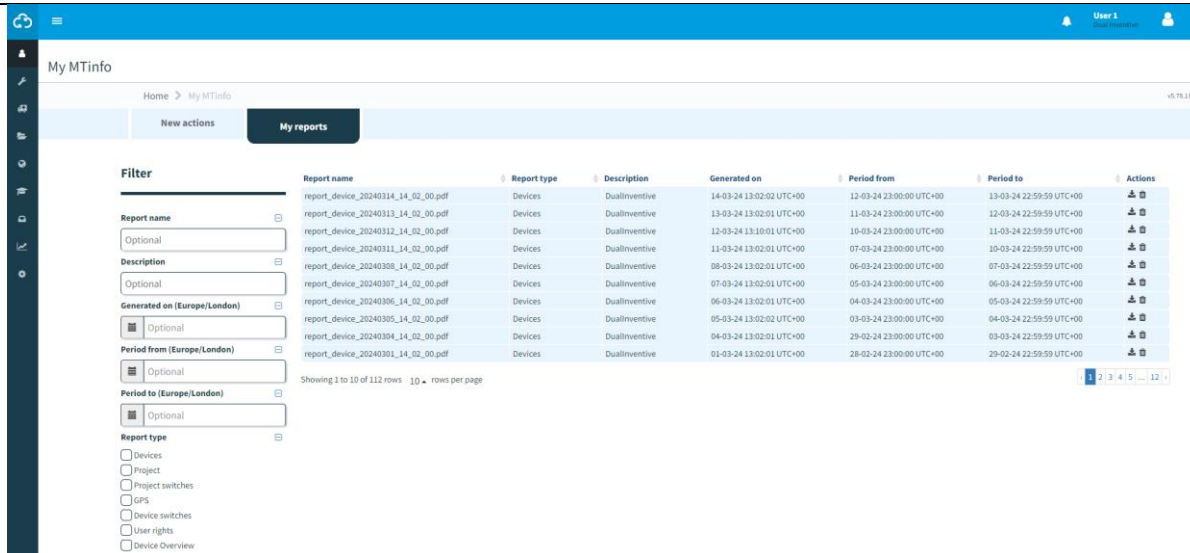 User 1
Dual Inventive
My MTinfo
Home > My MTinfo
New actions
My reports
Filter
Report name
Optional
Description
Optional
Generated on (Europe/London)
Optional
Period from (Europe/London)
Optional
Period to (Europe/London)
Optional
Report type
Devices
Project
Project switches
GPS
Device switches
User rights
Device Overview
Report name Report type Description Generated on Period from Period to Actions
report_device_20240314_14_02_00.pdf Devices DualInventive 14-03-24 13:02:02 UTC+00 12-03-24 23:00:00 UTC+00 13-03-24 22:59:59 UTC+00
report_device_20240313_14_02_00.pdf Devices DualInventive 13-03-24 13:02:01 UTC+00 11-03-24 23:00:00 UTC+00 12-03-24 22:59:59 UTC+00
report_device_20240312_14_02_00.pdf Devices DualInventive 12-03-24 13:10:01 UTC+00 10-03-24 23:00:00 UTC+00 11-03-24 22:59:59 UTC+00
report_device_20240311_14_02_00.pdf Devices DualInventive 11-03-24 13:02:01 UTC+00 07-03-24 23:00:00 UTC+00 10-03-24 22:59:59 UTC+00
report_device_20240308_14_02_00.pdf Devices DualInventive 08-03-24 13:02:01 UTC+00 06-03-24 23:00:00 UTC+00 07-03-24 22:59:59 UTC+00
report_device_20240307_14_02_00.pdf Devices DualInventive 07-03-24 13:02:01 UTC+00 05-03-24 23:00:00 UTC+00 06-03-24 22:59:59 UTC+00
report_device_20240306_14_02_00.pdf Devices DualInventive 06-03-24 13:02:01 UTC+00 04-03-24 23:00:00 UTC+00 05-03-24 22:59:59 UTC+00
report_device_20240305_14_02_00.pdf Devices DualInventive 05-03-24 13:02:02 UTC+00 03-03-24 23:00:00 UTC+00 04-03-24 22:59:59 UTC+00
report_device_20240304_14_02_00.pdf Devices DualInventive 04-03-24 13:02:01 UTC+00 29-02-24 23:00:00 UTC+00 03-03-24 22:59:59 UTC+00
report_device_20240301_14_02_00.pdf Devices DualInventive 01-03-24 13:02:01 UTC+00 28-02-24 23:00:00 UTC+00 29-02-24 22:59:59 UTC+00
Showing 1 to 10 of 112 rows 10 rows per page
‹ 1 2 3 4 5 ... 12 ›